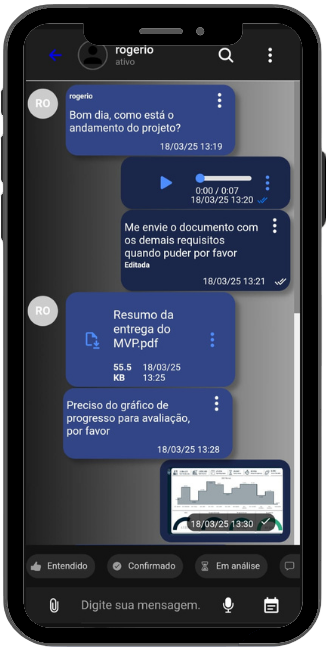 rogerio
ativo
RO
rogerio
Bom dia, como está o
andamento do projeto?
18/03/25 13:19
0:00 / 0:07
18/03/25 13:20
Me envie o documento com
os demais requisitos
quando puder por favor
Editada
18/03/25 13:21
RO
Resumo da
entrega do
MVP.pdf
55.5 18/03/25
KB 13:25
Preciso do gráfico de
progresso para avaliação,
por favor
18/03/25 13:28
18/03/25 13:30
Entendido Confirmado Em análise
Digite sua mensagem.